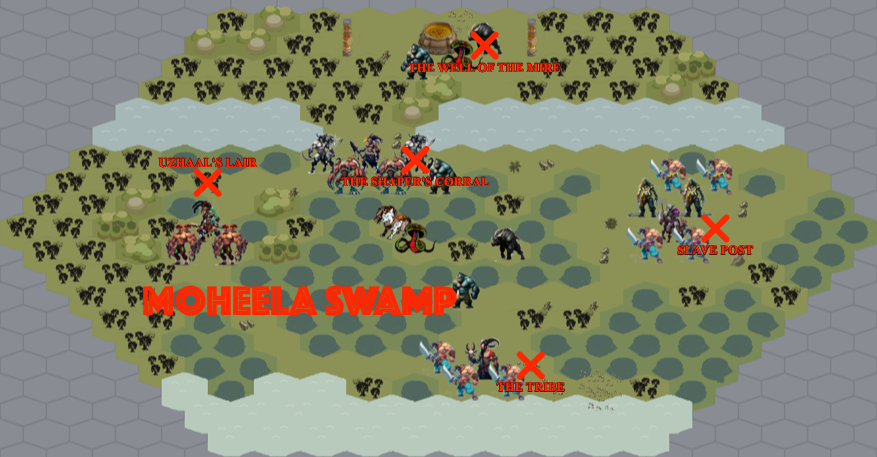 THE WELL OF THE MIRE
UZHAAL'S LAIR
THE SHAPER'S CORRAL
SLAVE POST
MOHEELA SWAMP
THE TRIBE